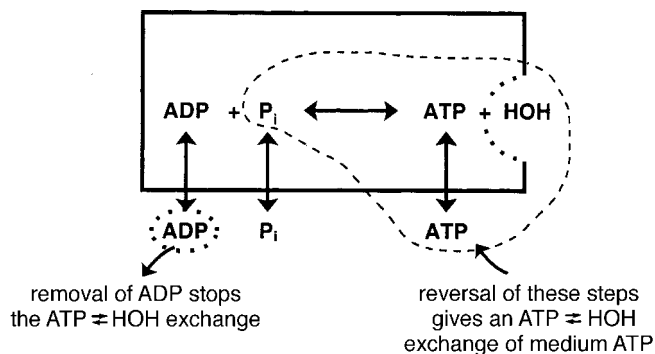 ADP + Pi ATP + HOH
ADP Pi ATP
removal of ADP stops
the ATP ⇄ HOH exchange
reversal of these steps
gives an ATP ⇄ HOH
exchange of medium ATP